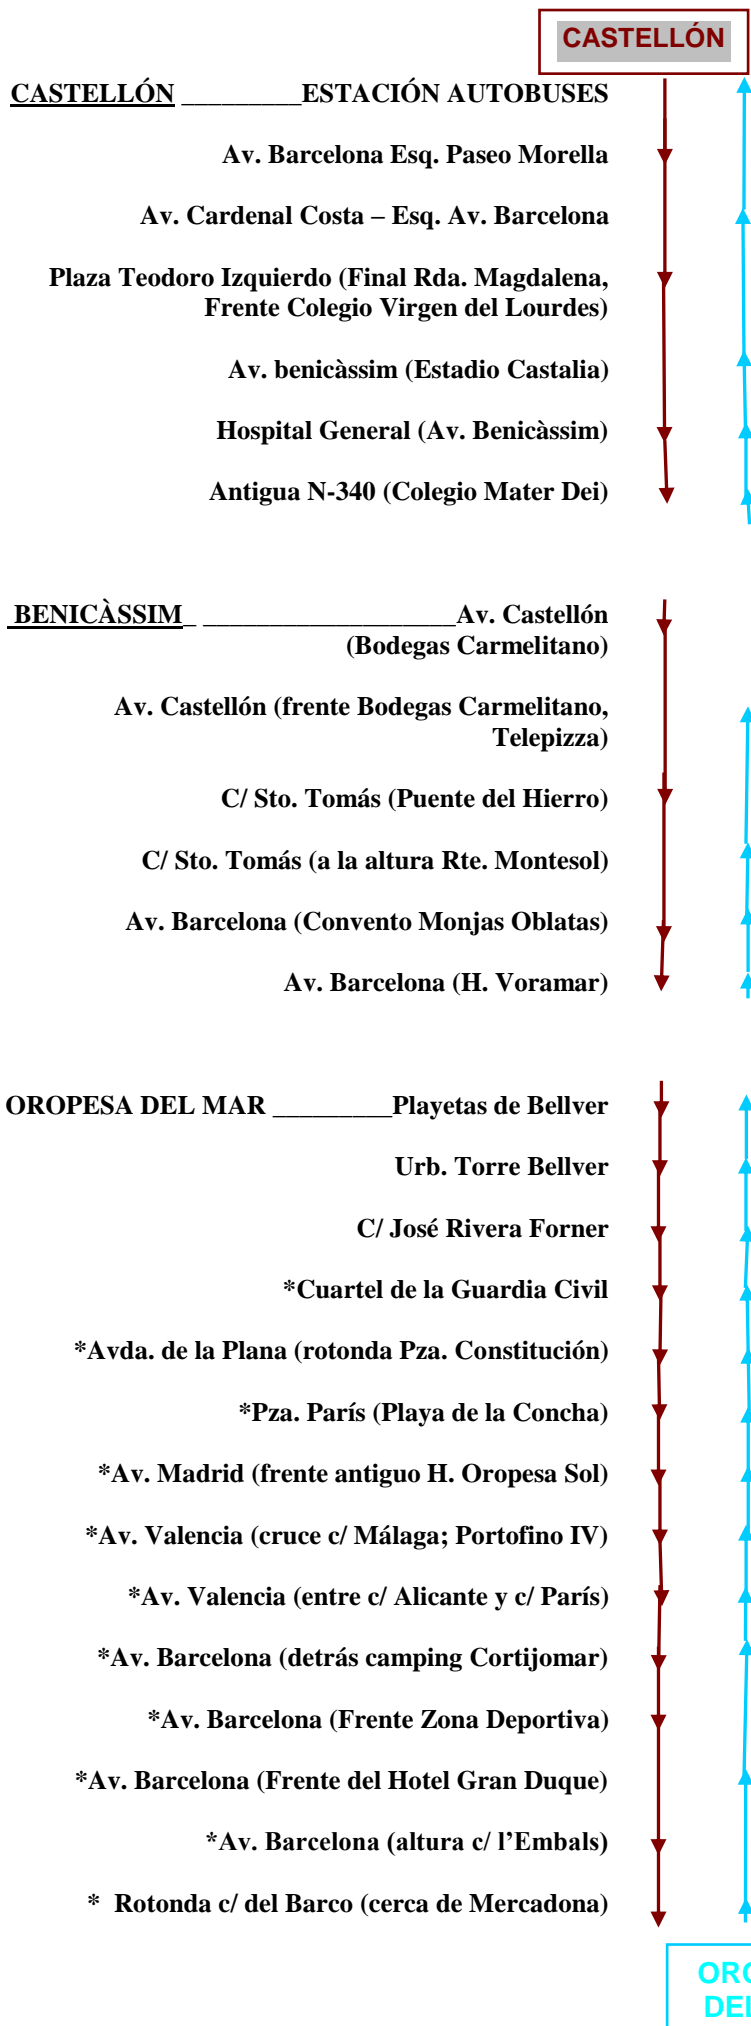 CASTELLÓN
CASTELLÓN _________ESTACIÓN AUTOBUSES
Av. Barcelona Esq. Paseo Morella
Av. Cardenal Costa – Esq. Av. Barcelona
Plaza Teodoro Izquierdo (Final Rda. Magdalena,
Frente Colegio Virgen del Lourdes)
Av. benicàssim (Estadio Castalia)
Hospital General (Av. Benicàssim)
Antigua N-340 (Colegio Mater Dei)
BENICÀSSIM_ ___________________Av. Castellón
(Bodegas Carmelitano)
Av. Castellón (frente Bodegas Carmelitano,
Telepizza)
C/ Sto. Tomás (Puente del Hierro)
C/ Sto. Tomás (a la altura Rte. Montesol)
Av. Barcelona (Convento Monjas Oblatas)
Av. Barcelona (H. Voramar)
OROPESA DEL MAR _________Playetas de Bellver
Urb. Torre Bellver
C/ José Rivera Forner
*Cuartel de la Guardia Civil
*Avda. de la Plana (rotonda Pza. Constitución)
*Pza. París (Playa de la Concha)
*Av. Madrid (frente antiguo H. Oropesa Sol)
*Av. Valencia (cruce c/ Málaga; Portofino IV)
*Av. Valencia (entre c/ Alicante y c/ París)
*Av. Barcelona (detrás camping Cortijomar)
*Av. Barcelona (Frente Zona Deportiva)
*Av. Barcelona (Frente del Hotel Gran Duque)
*Av. Barcelona (altura c/ l’Embals)
* Rotonda c/ del Barco (cerca de Mercadona)